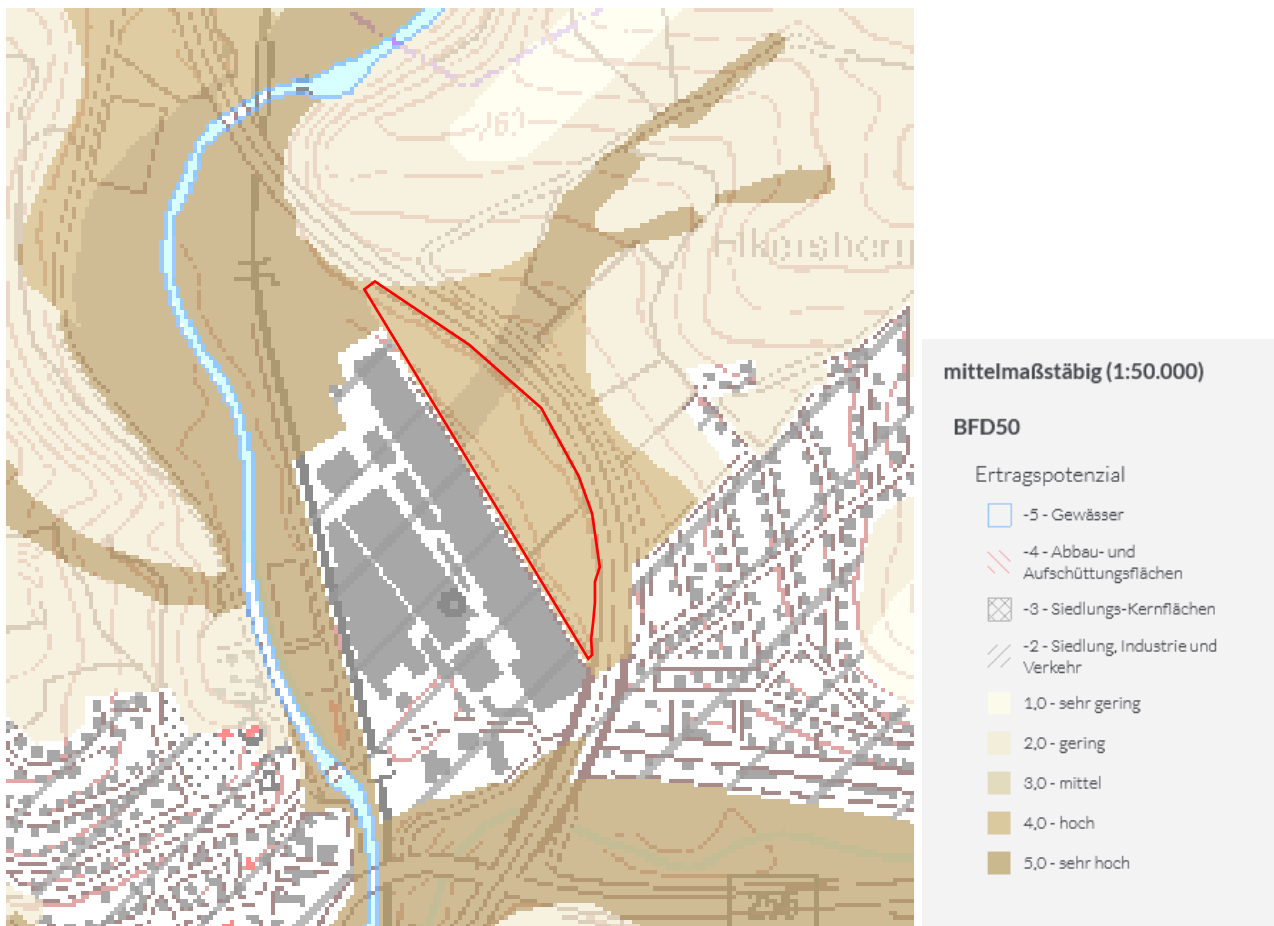 mittelmaßstäbig (1:50.000)
BFD50
Ertragspotenzial
-5 - Gewässer
-4 - Abbau- und
Aufschüttungsflächen
-3 - Siedlungs-Kernflächen
-2 - Siedlung, Industrie und
Verkehr
1,0 - sehr gering
2,0 - gering
3,0 - mittel
4,0 - hoch
5,0 - sehr hoch